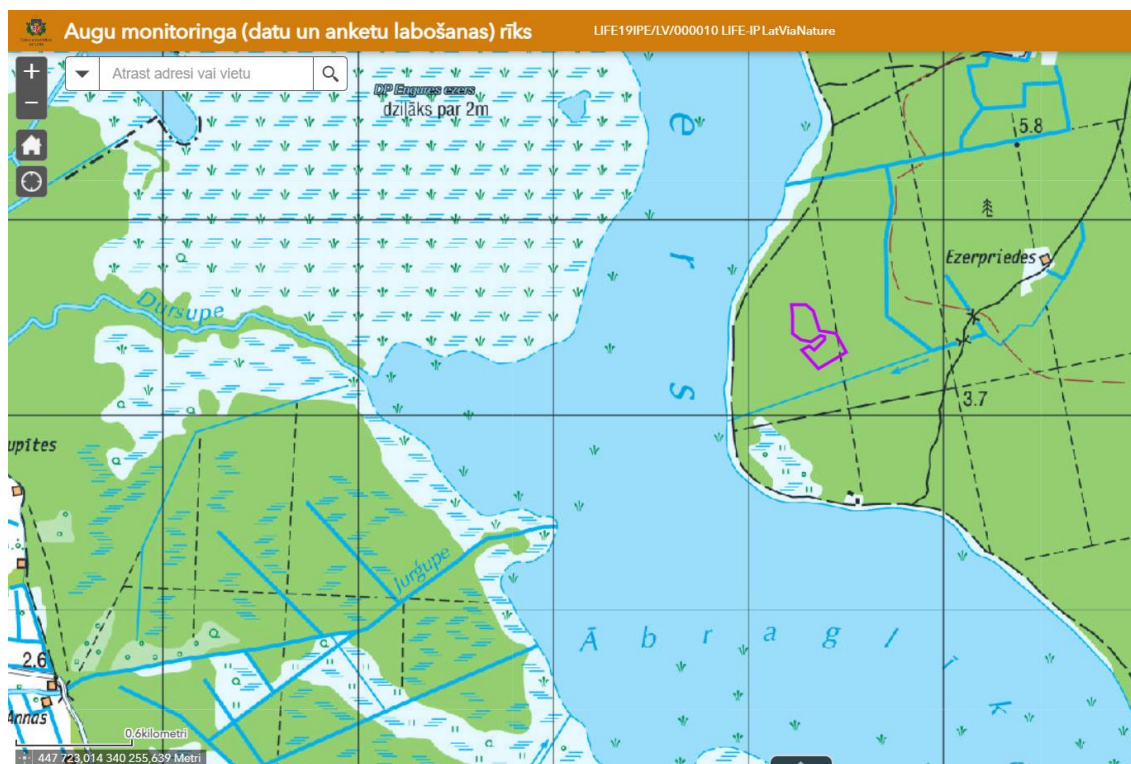 Augu monitoringa (datu un anketu labošanas) rīks
LIFE19IPE/LV/000010 LIFE-IP LatViaNature
+
Atrast adresi vai vietu
−
DP Engures ezers
dziļāks par 2m
5.8
e
r
s
Ezerpriedes
Dursupe
3.7
upītes
Jurģupe
Ābragl
i
k
2.6
Annas
0.6kilometri
447 723,014 340 255,639 Metri